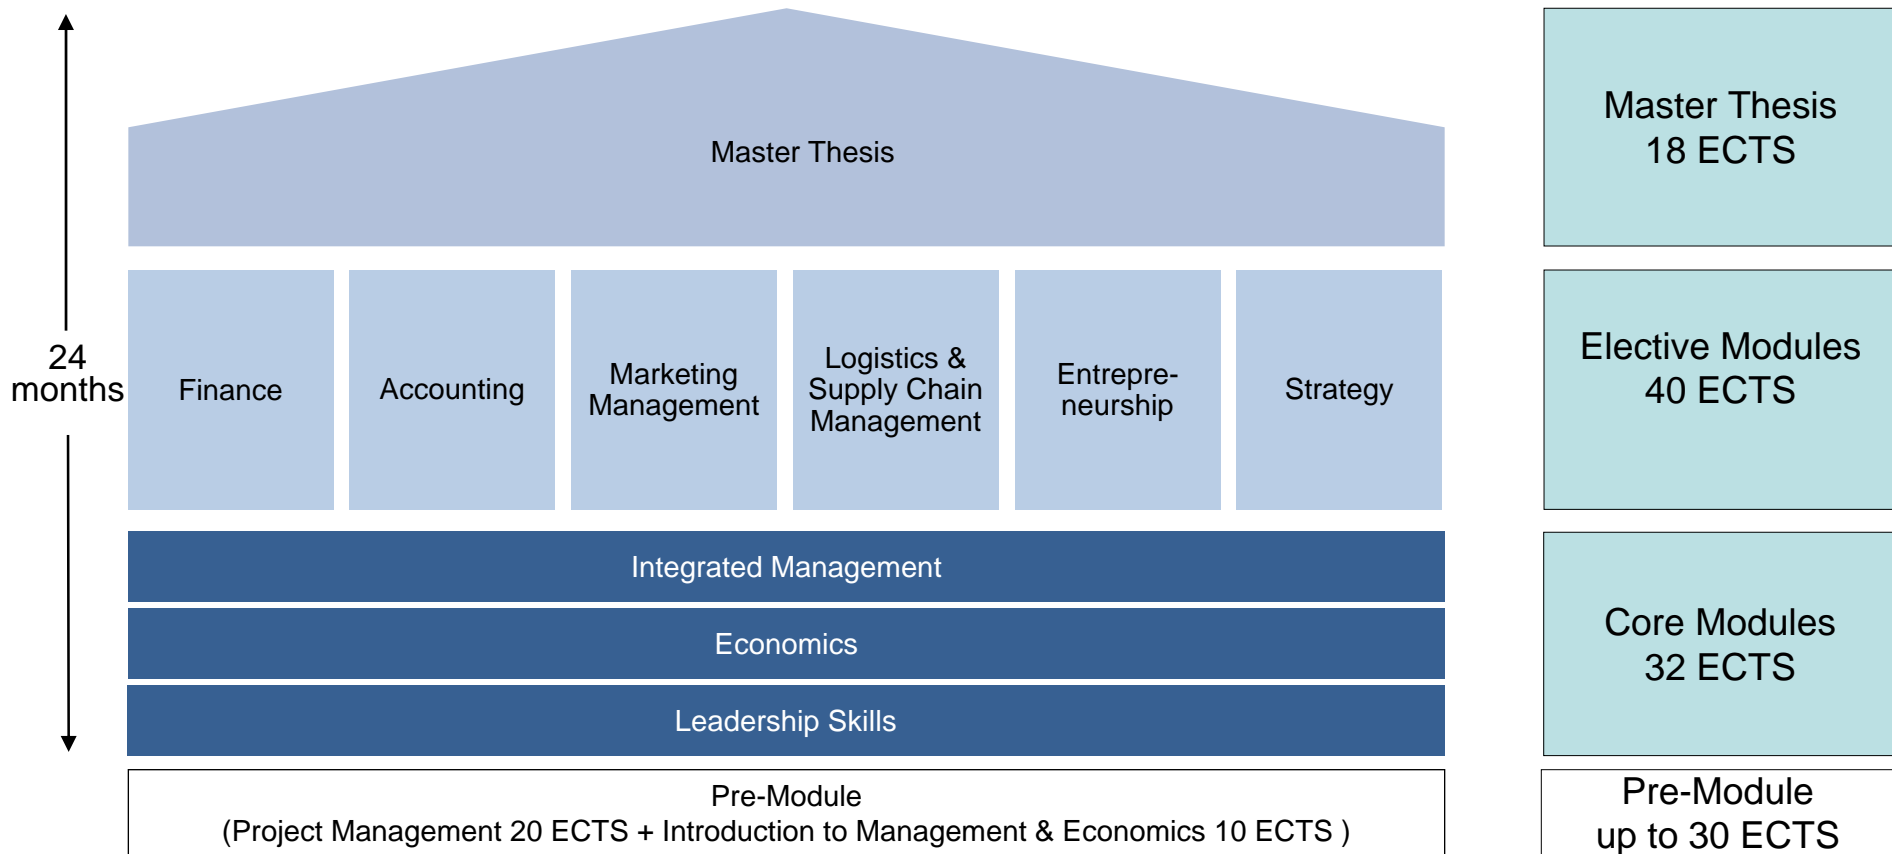 Master Thesis
Master Thesis
18 ECTS
24
months
Finance
Accounting
Marketing
Management
Logistics &
Supply Chain
Management
Entrepre-
neurship
Strategy
Elective Modules
40 ECTS
Integrated Management
Economics
Leadership Skills
Core Modules
32 ECTS
Pre-Module
(Project Management 20 ECTS + Introduction to Management & Economics 10 ECTS )
Pre-Module
up to 30 ECTS